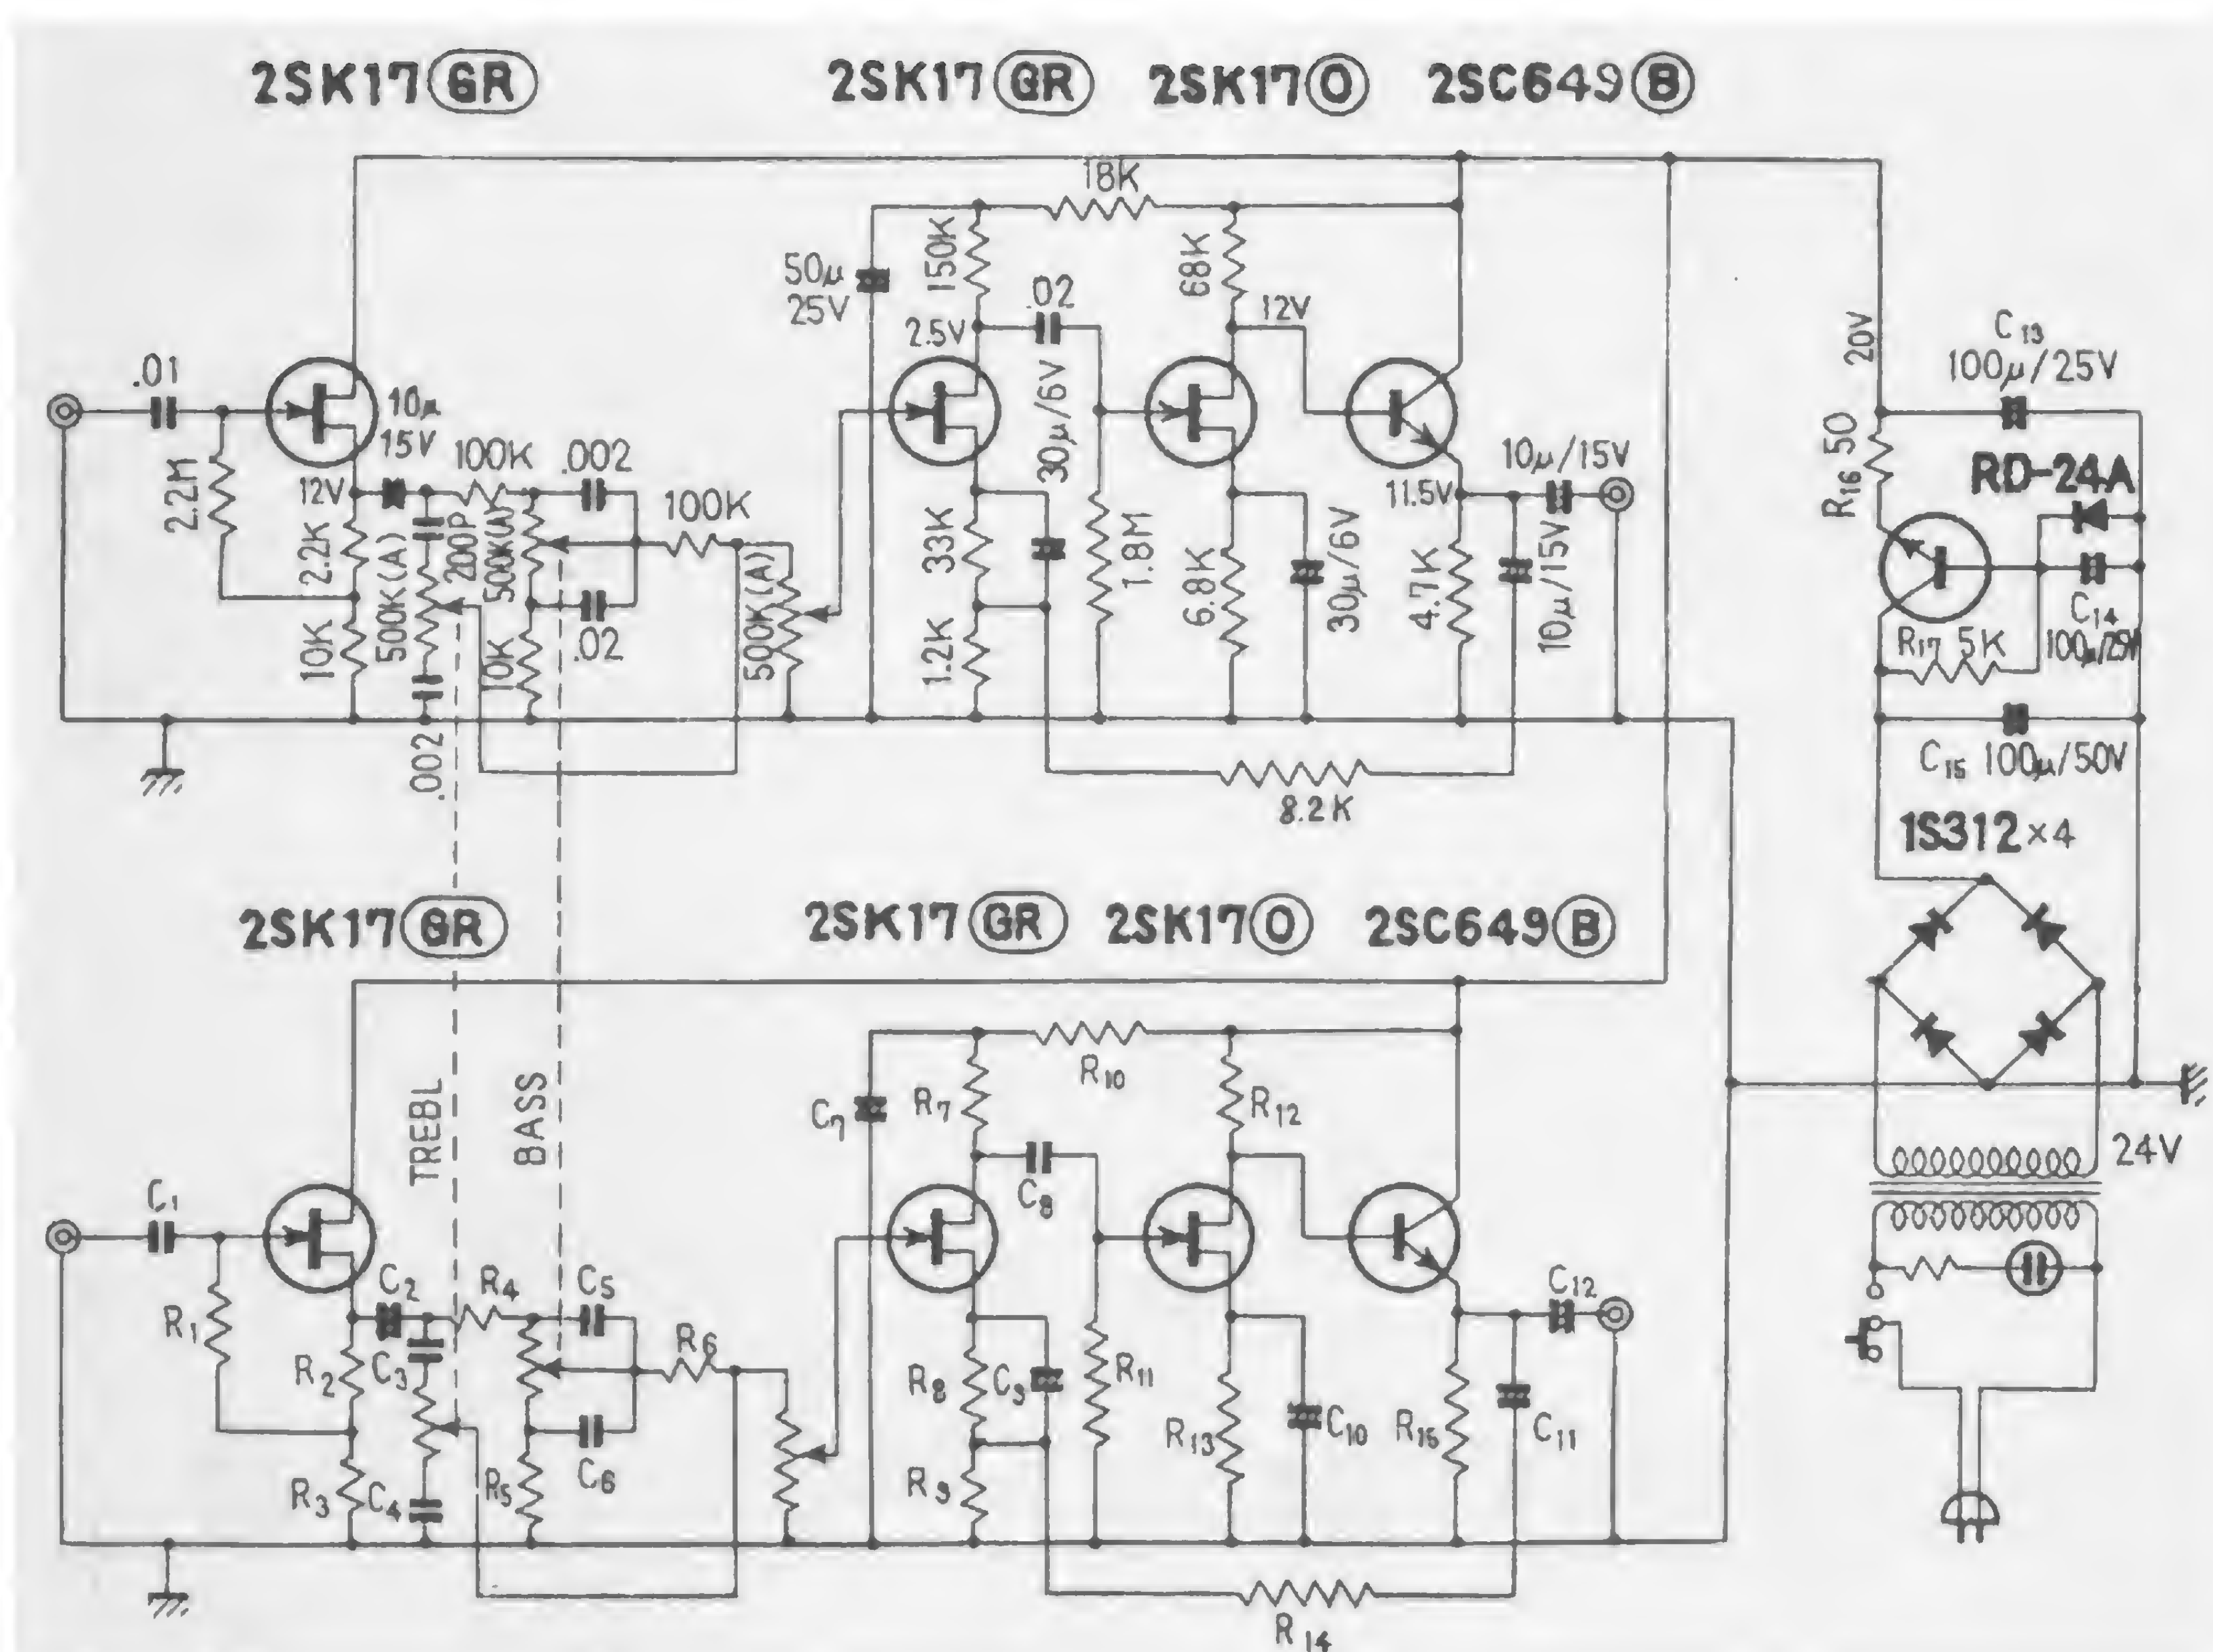 2SK17 GR 2SK17 GR 2SK17 O 2SC649 B
18K
50μ
25V
150K
68K
.02
2.5V
12V
20V
C13
100μ/25V
.01
10μ
15V
100K
.002
30μ/6V
10μ/15V
R16 50
RD-24A
2.2M
12V
2.2K
200P
500K(A)
500K(A)
100K
500K(A)
33K
1.8M
11.5V
10K
10K
.02
1.2K
6.8K
30μ/6V
4.7K
10μ/15V
R17 5K
C14
100μ/25V
.002
8.2K
C15 100μ/50V
1S312×4
2SK17 GR 2SK17 GR 2SK17 O 2SC649 B
TREBL
BASS
R10
C7
R7
R12
24V
C1
C8
C2
R4
C5
C12
R1
R2
C3
R6
R8
C9
R11
R3
C4
R5
C6
R9
R13
C10
R15
C11
R14